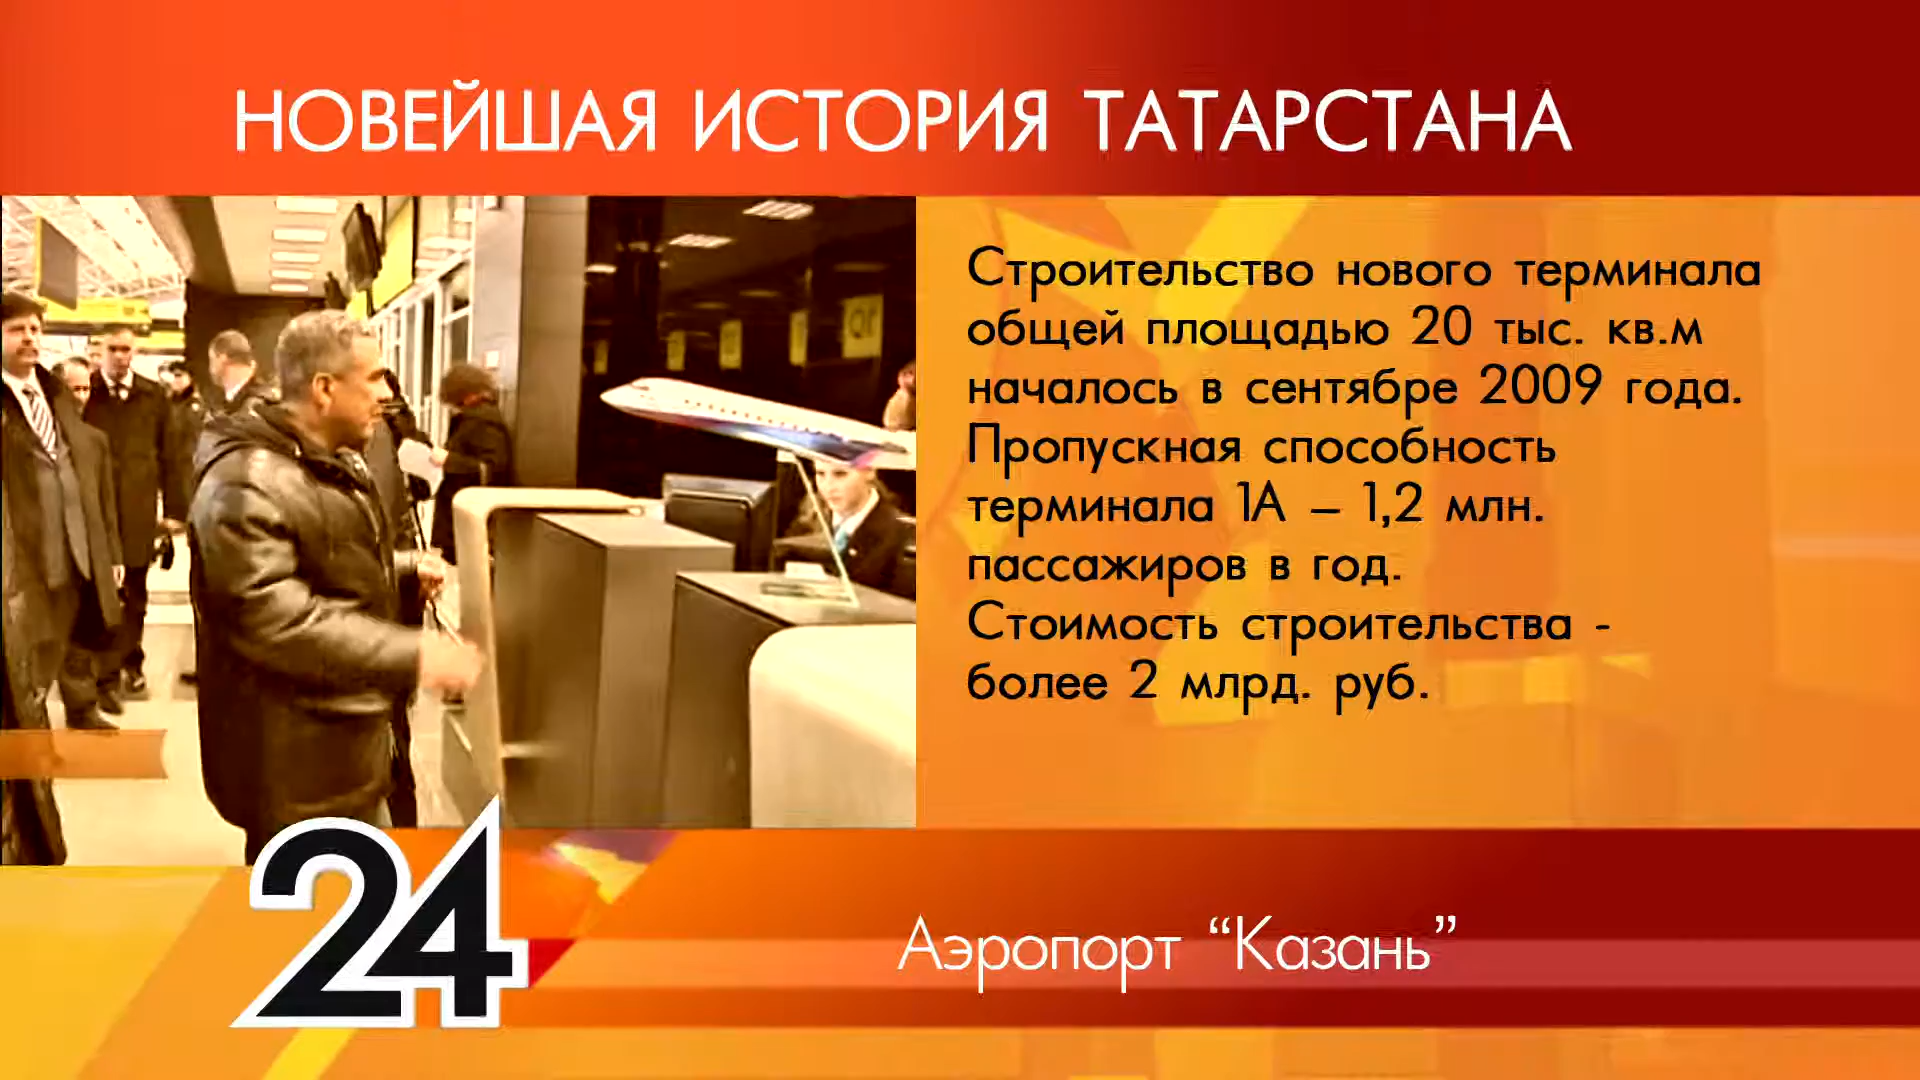 НОВЕЙШАЯ ИСТОРИЯ ТАТАРСТАНА
Строительство нового терминала
общей площадью 20 тыс. кв.м
началось в сентябре 2009 года.
Пропускная способность
терминала 1А – 1,2 млн.
пассажиров в год.
Стоимость строительства -
более 2 млрд. руб.
24
Аэропорт “Казань”